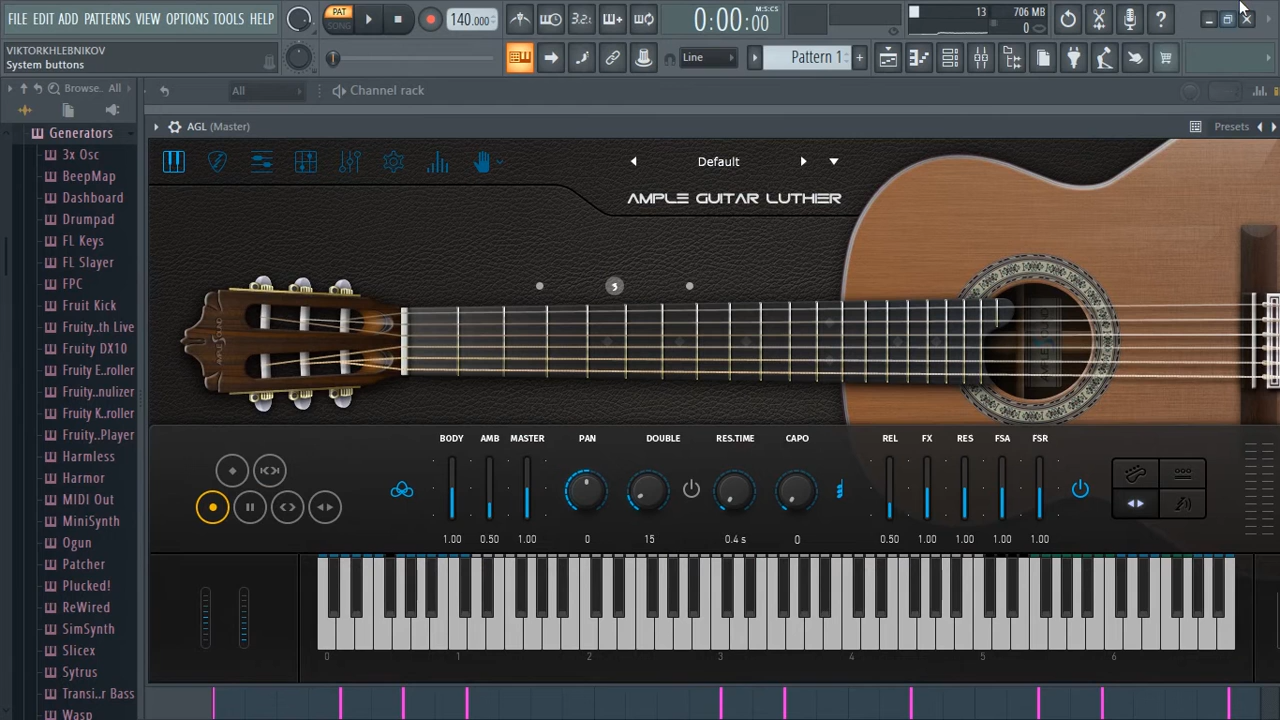 FILE EDIT ADD PATTERNS VIEW OPTIONS TOOLS HELP
PAT
SONG
140.000
3.2.
0:00:00
M:S:CS
13
706 MB
0
VIKTORKHLEBNIKOV
System buttons
Line
Pattern 1
Browse.. All
All
Channel rack
Generators
AGL (Master)
Presets
3x Osc
BeepMap
Dashboard
Drumpad
FL Keys
FL Slayer
FPC
Fruit Kick
Fruity..th Live
Fruity DX10
Fruity E..roller
Fruity..nulizer
Fruity K..roller
Fruity..Player
Harmless
Harmor
MIDI Out
MiniSynth
Ogun
Patcher
Plucked!
ReWired
SimSynth
Slicex
Sytrus
Transi..r Bass
Wasp
Default
AMPLE GUITAR LUTHIER
S
BODY AMB MASTER PAN DOUBLE RES.TIME CAPO REL FX RES FSA FSR
1.00 0.50 1.00 0 15 0.4 s 0 0.50 1.00 1.00 1.00 1.00
0 1 2 3 4 5 6